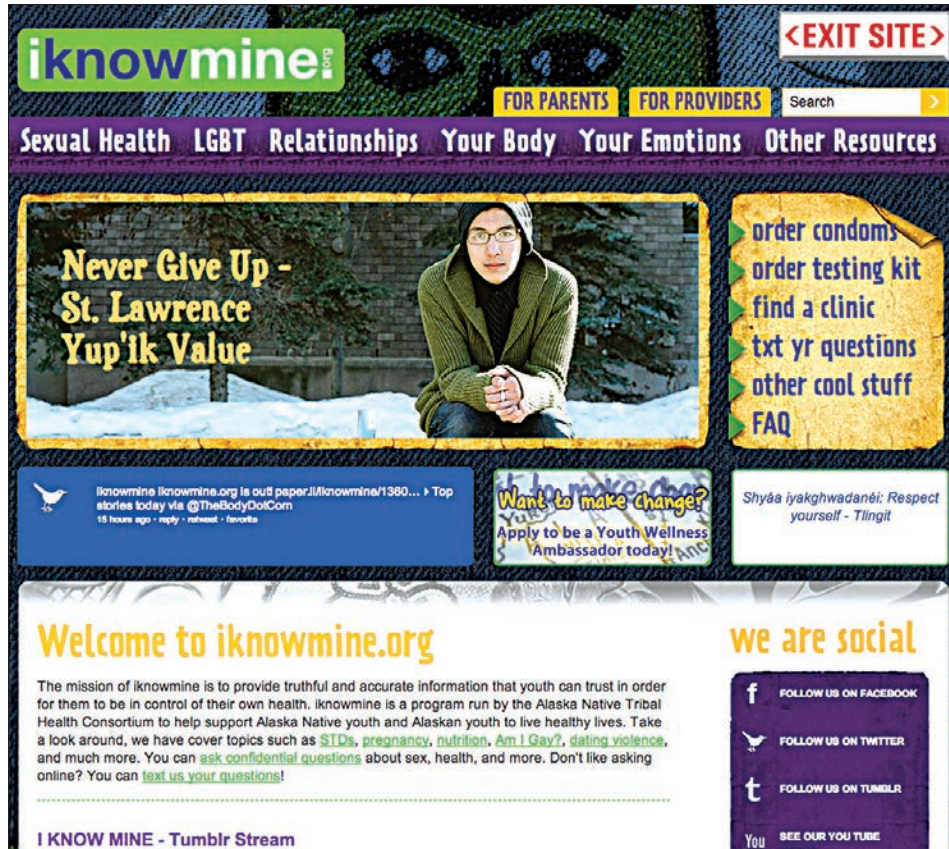 iknowmine.org
<EXIT SITE>
FOR PARENTS
FOR PROVIDERS
Search
Sexual Health LGBT Relationships Your Body Your Emotions Other Resources
Never Give Up -
St. Lawrence
Yup'ik Value
order condoms
order testing kit
find a clinic
txt yr questions
other cool stuff
FAQ
iknowmine iknowmine.org is out! paper.li/iknowmine/1360... Top
stories today via @TheBodyDotCom
15 hours ago · reply · retweet · favorite
Want to make change?
Apply to be a Youth Wellness
Ambassador today!
Shyáa iyakghwadanéi: Respect
yourself - Tlingit
Welcome to iknowmine.org
The mission of iknowmine is to provide truthful and accurate information that youth can trust in order
for them to be in control of their own health. iknowmine is a program run by the Alaska Native Tribal
Health Consortium to help support Alaska Native youth and Alaskan youth to live healthy lives. Take
a look around, we have cover topics such as STDs, pregnancy, nutrition, Am I Gay?, dating violence,
and much more. You can ask confidential questions about sex, health, and more. Don't like asking
online? You can text us your questions!
I KNOW MINE - Tumblr Stream
we are social
f FOLLOW US ON FACEBOOK
FOLLOW US ON TWITTER
t FOLLOW US ON TUMBLR
You SEE OUR YOU TUBE